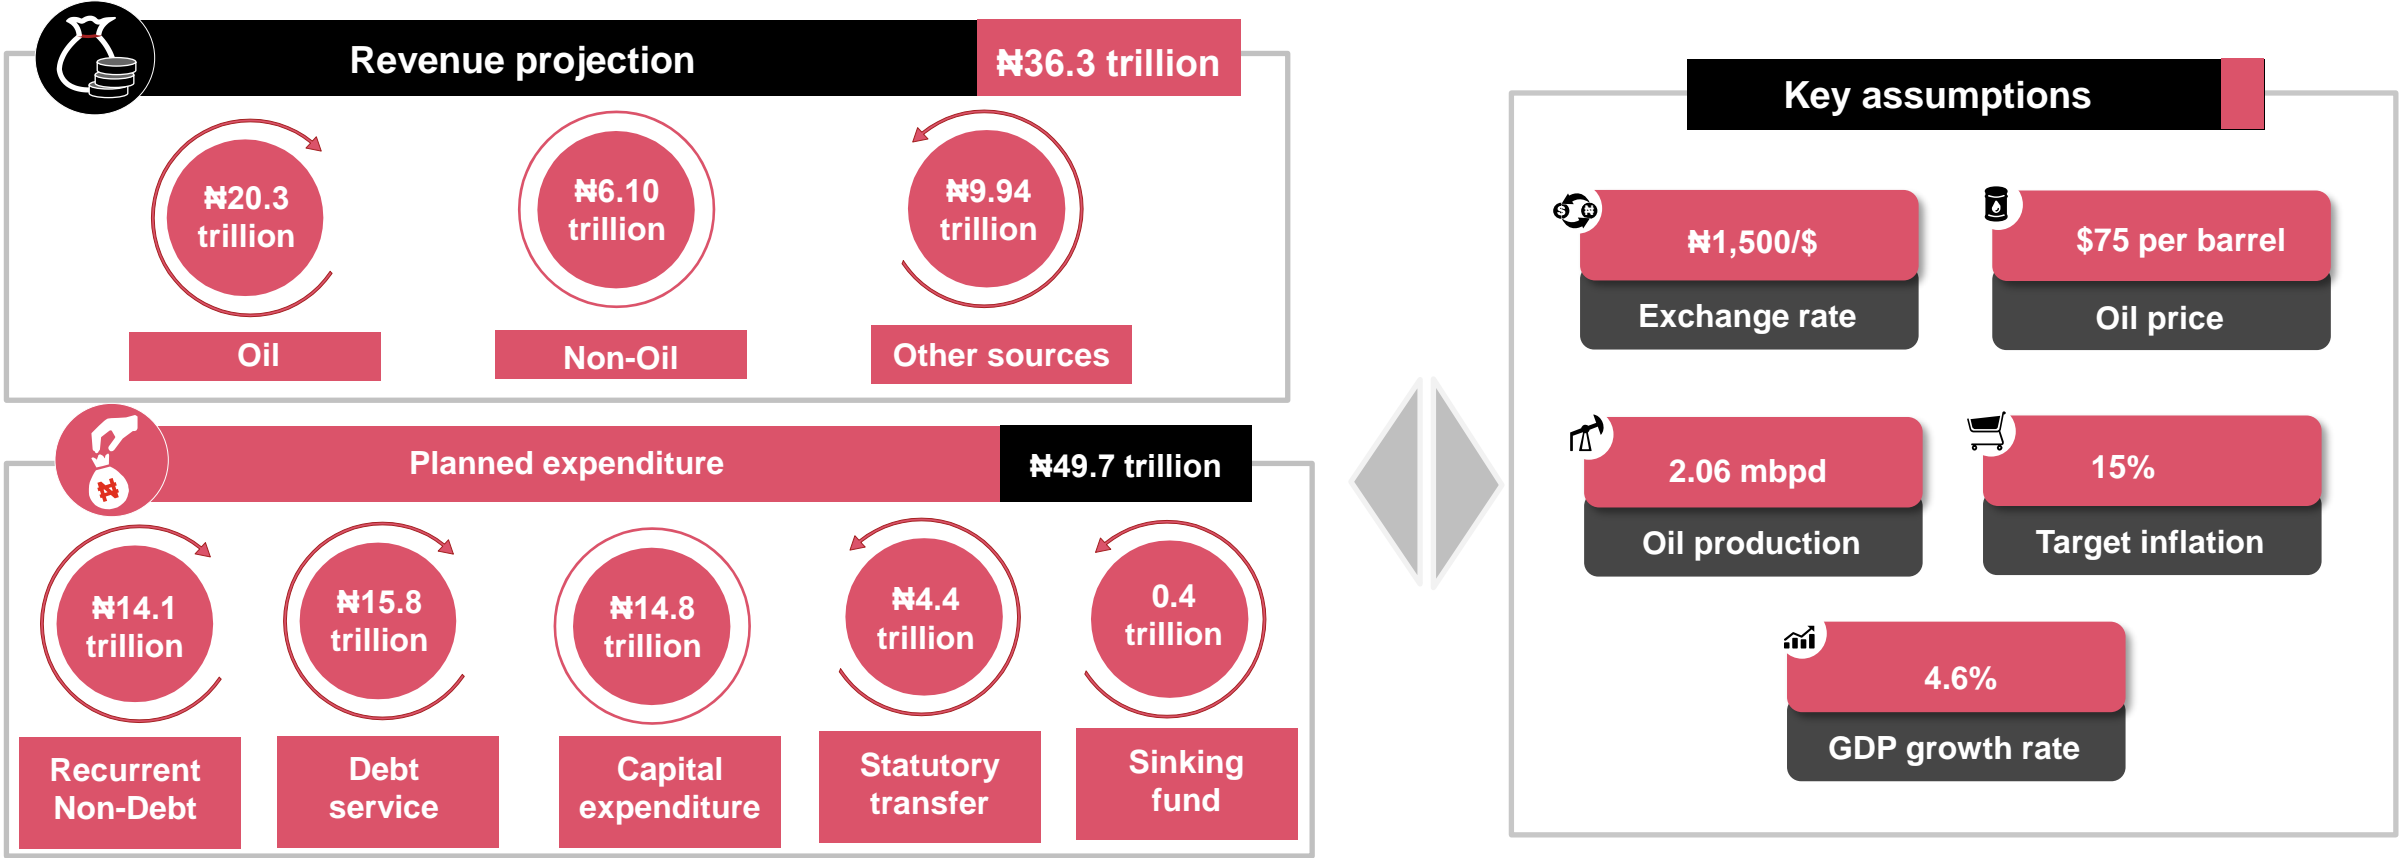 Revenue projection
₦36.3 trillion
₦20.3
trillion
₦6.10
trillion
₦9.94
trillion
Oil
Non-Oil
Other sources
Planned expenditure
₦49.7 trillion
₦
₦14.1
trillion
₦15.8
trillion
₦14.8
trillion
₦4.4
trillion
0.4
trillion
Recurrent
Non-Debt
Debt
service
Capital
expenditure
Statutory
transfer
Sinking
fund
Key assumptions
$ ₦
₦1,500/$
Exchange rate
$75 per barrel
Oil price
2.06 mbpd
Oil production
15%
Target inflation
4.6%
GDP growth rate